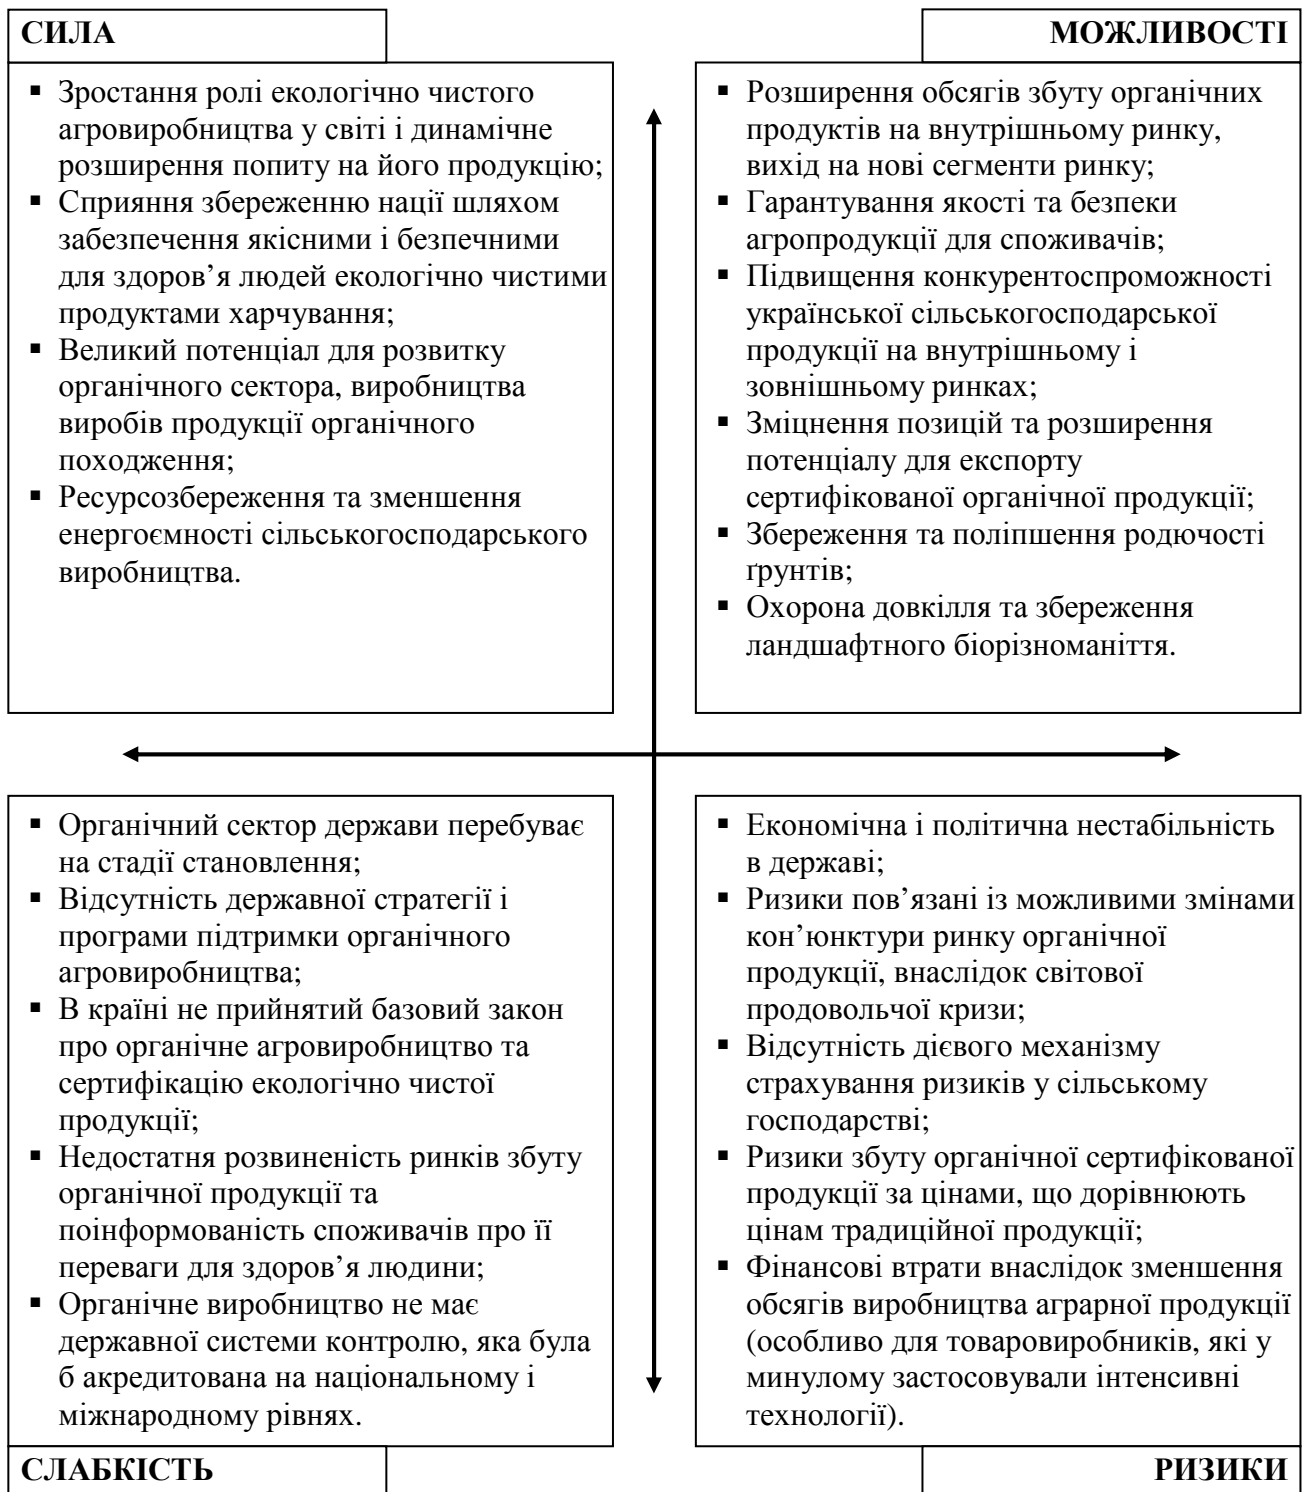 СИЛА
▪ Зростання ролі екологічно чистого
агровиробництва у світі і динамічне
розширення попиту на його продукцію;
▪ Сприяння збереженню нації шляхом
забезпечення якісними і безпечними
для здоров’я людей екологічно чистими
продуктами харчування;
▪ Великий потенціал для розвитку
органічного сектора, виробництва
виробів продукції органічного
походження;
▪ Ресурсозбереження та зменшення
енергоємності сільськогосподарського
виробництва.
МОЖЛИВОСТІ
▪ Розширення обсягів збуту органічних
продуктів на внутрішньому ринку,
вихід на нові сегменти ринку;
▪ Гарантування якості та безпеки
агропродукції для споживачів;
▪ Підвищення конкурентоспроможності
української сільськогосподарської
продукції на внутрішньому і
зовнішньому ринках;
▪ Зміцнення позицій та розширення
потенціалу для експорту
сертифікованої органічної продукції;
▪ Збереження та поліпшення родючості
ґрунтів;
▪ Охорона довкілля та збереження
ландшафтного біорізноманіття.
▪ Органічний сектор держави перебуває
на стадії становлення;
▪ Відсутність державної стратегії і
програми підтримки органічного
агровиробництва;
▪ В країні не прийнятий базовий закон
про органічне агровиробництво та
сертифікацію екологічно чистої
продукції;
▪ Недостатня розвиненість ринків збуту
органічної продукції та
поінформованість споживачів про її
переваги для здоров’я людини;
▪ Органічне виробництво не має
державної системи контролю, яка була
б акредитована на національному і
міжнародному рівнях.
СЛАБКІСТЬ
▪ Економічна і політична нестабільність
в державі;
▪ Ризики пов’язані із можливими змінами
кон’юнктури ринку органічної
продукції, внаслідок світової
продовольчої кризи;
▪ Відсутність дієвого механізму
страхування ризиків у сільському
господарстві;
▪ Ризики збуту органічної сертифікованої
продукції за цінами, що дорівнюють
цінам традиційної продукції;
▪ Фінансові втрати внаслідок зменшення
обсягів виробництва аграрної продукції
(особливо для товаровиробників, які у
минулому застосовували інтенсивні
технології).
РИЗИКИ